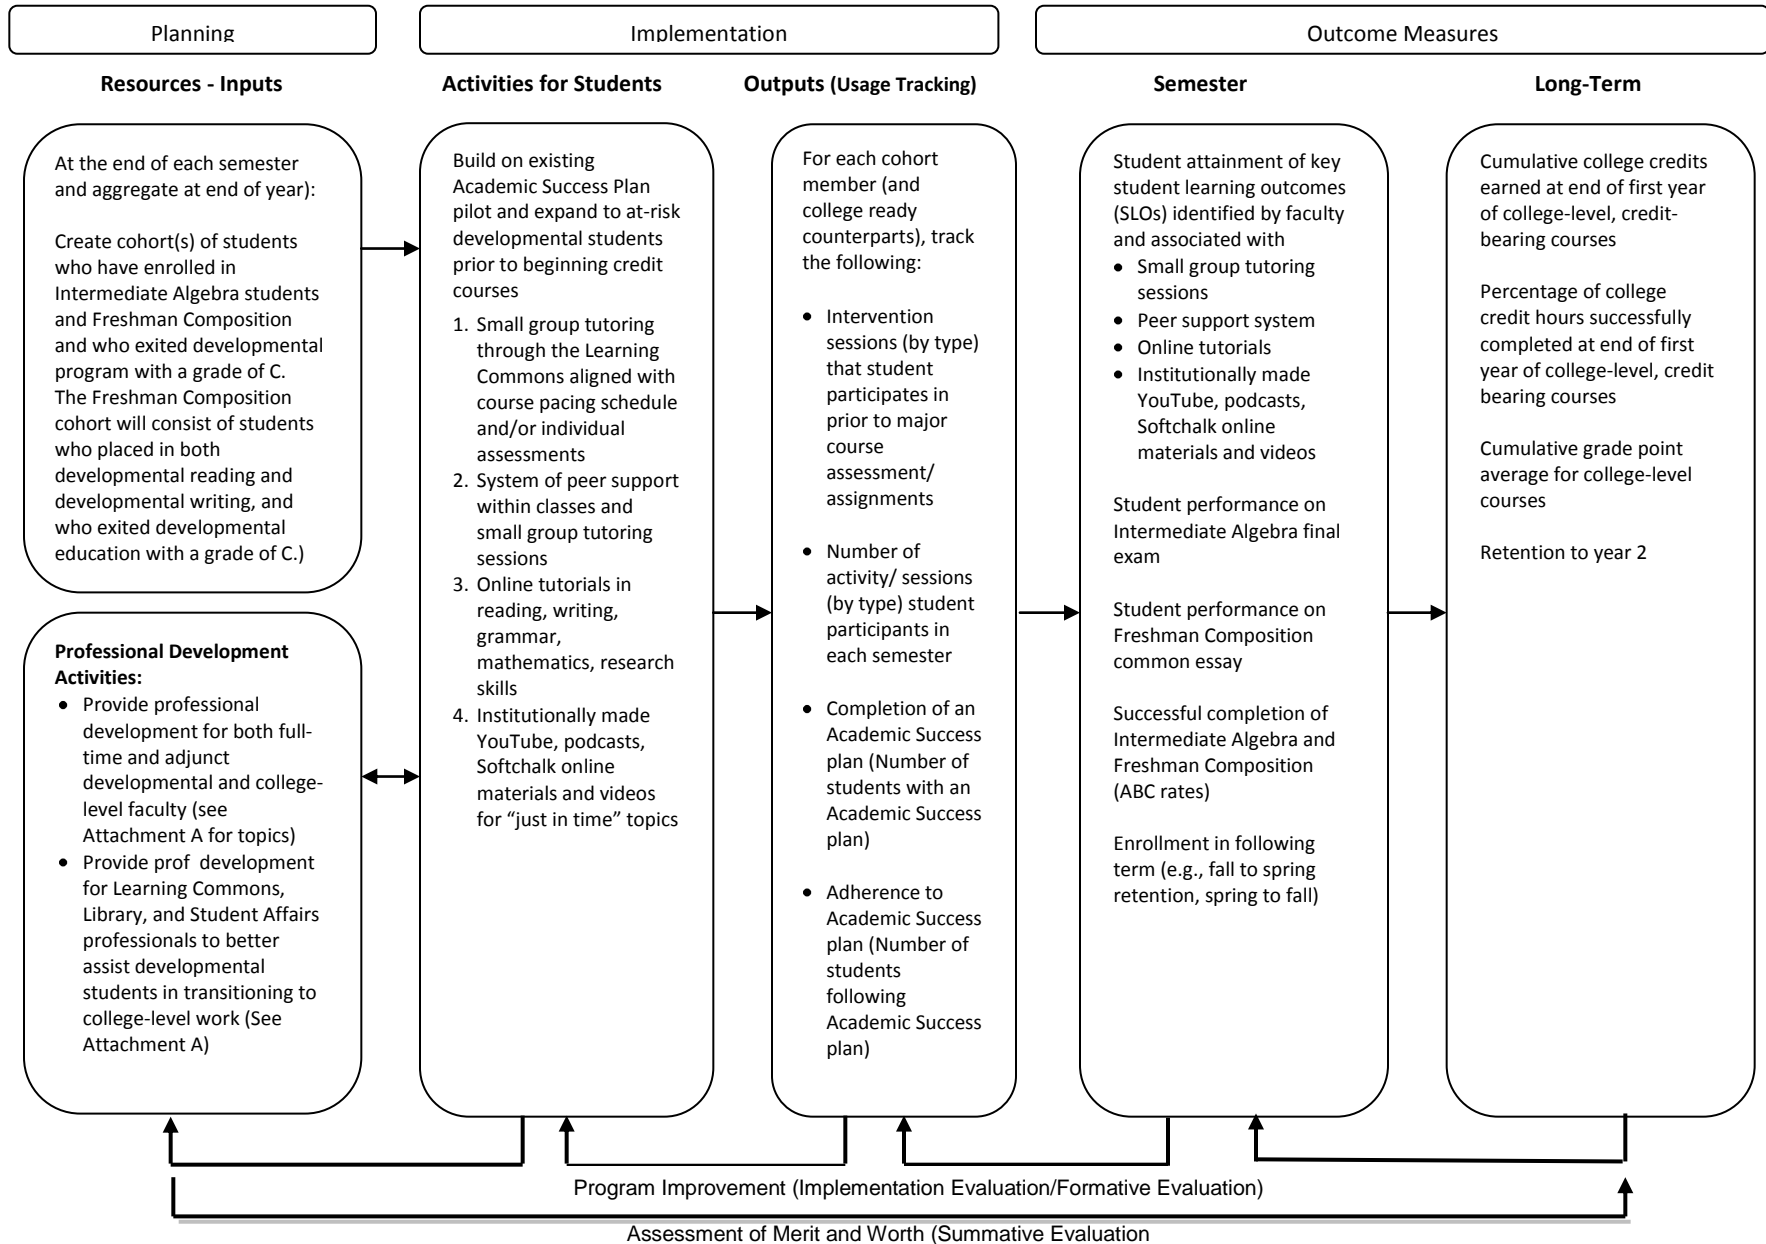 Planning
Implementation
Outcome Measures
Resources - Inputs
Activities for Students
Outputs (Usage Tracking)
Semester
Long-Term
At the end of each semester
and aggregate at end of year):
Create cohort(s) of students
who have enrolled in
Intermediate Algebra students
and Freshman Composition
and who exited developmental
program with a grade of C.
The Freshman Composition
cohort will consist of students
who placed in both
developmental reading and
developmental writing, and
who exited developmental
education with a grade of C.)
Professional Development
Activities:
• Provide professional
development for both full-
time and adjunct
developmental and college-
level faculty (see
Attachment A for topics)
• Provide prof development
for Learning Commons,
Library, and Student Affairs
professionals to better
assist developmental
students in transitioning to
college-level work (See
Attachment A)
Build on existing
Academic Success Plan
pilot and expand to at-risk
developmental students
prior to beginning credit
courses
1. Small group tutoring
through the Learning
Commons aligned with
course pacing schedule
and/or individual
assessments
2. System of peer support
within classes and
small group tutoring
sessions
3. Online tutorials in
reading, writing,
grammar,
mathematics, research
skills
4. Institutionally made
YouTube, podcasts,
Softchalk online
materials and videos
for “just in time” topics
For each cohort
member (and
college ready
counterparts), track
the following:
• Intervention
sessions (by type)
that student
participates in
prior to major
course
assessment/
assignments
• Number of
activity/ sessions
(by type) student
participants in
each semester
• Completion of an
Academic Success
plan (Number of
students with an
Academic Success
plan)
• Adherence to
Academic Success
plan (Number of
students
following
Academic Success
plan)
Student attainment of key
student learning outcomes
(SLOs) identified by faculty
and associated with
• Small group tutoring
sessions
• Peer support system
• Online tutorials
• Institutionally made
YouTube, podcasts,
Softchalk online
materials and videos
Student performance on
Intermediate Algebra final
exam
Student performance on
Freshman Composition
common essay
Successful completion of
Intermediate Algebra and
Freshman Composition
(ABC rates)
Enrollment in following
term (e.g., fall to spring
retention, spring to fall)
Cumulative college credits
earned at end of first year
of college-level, credit-
bearing courses
Percentage of college
credit hours successfully
completed at end of first
year of college-level, credit
bearing courses
Cumulative grade point
average for college-level
courses
Retention to year 2
Program Improvement (Implementation Evaluation/Formative Evaluation)
Assessment of Merit and Worth (Summative Evaluation